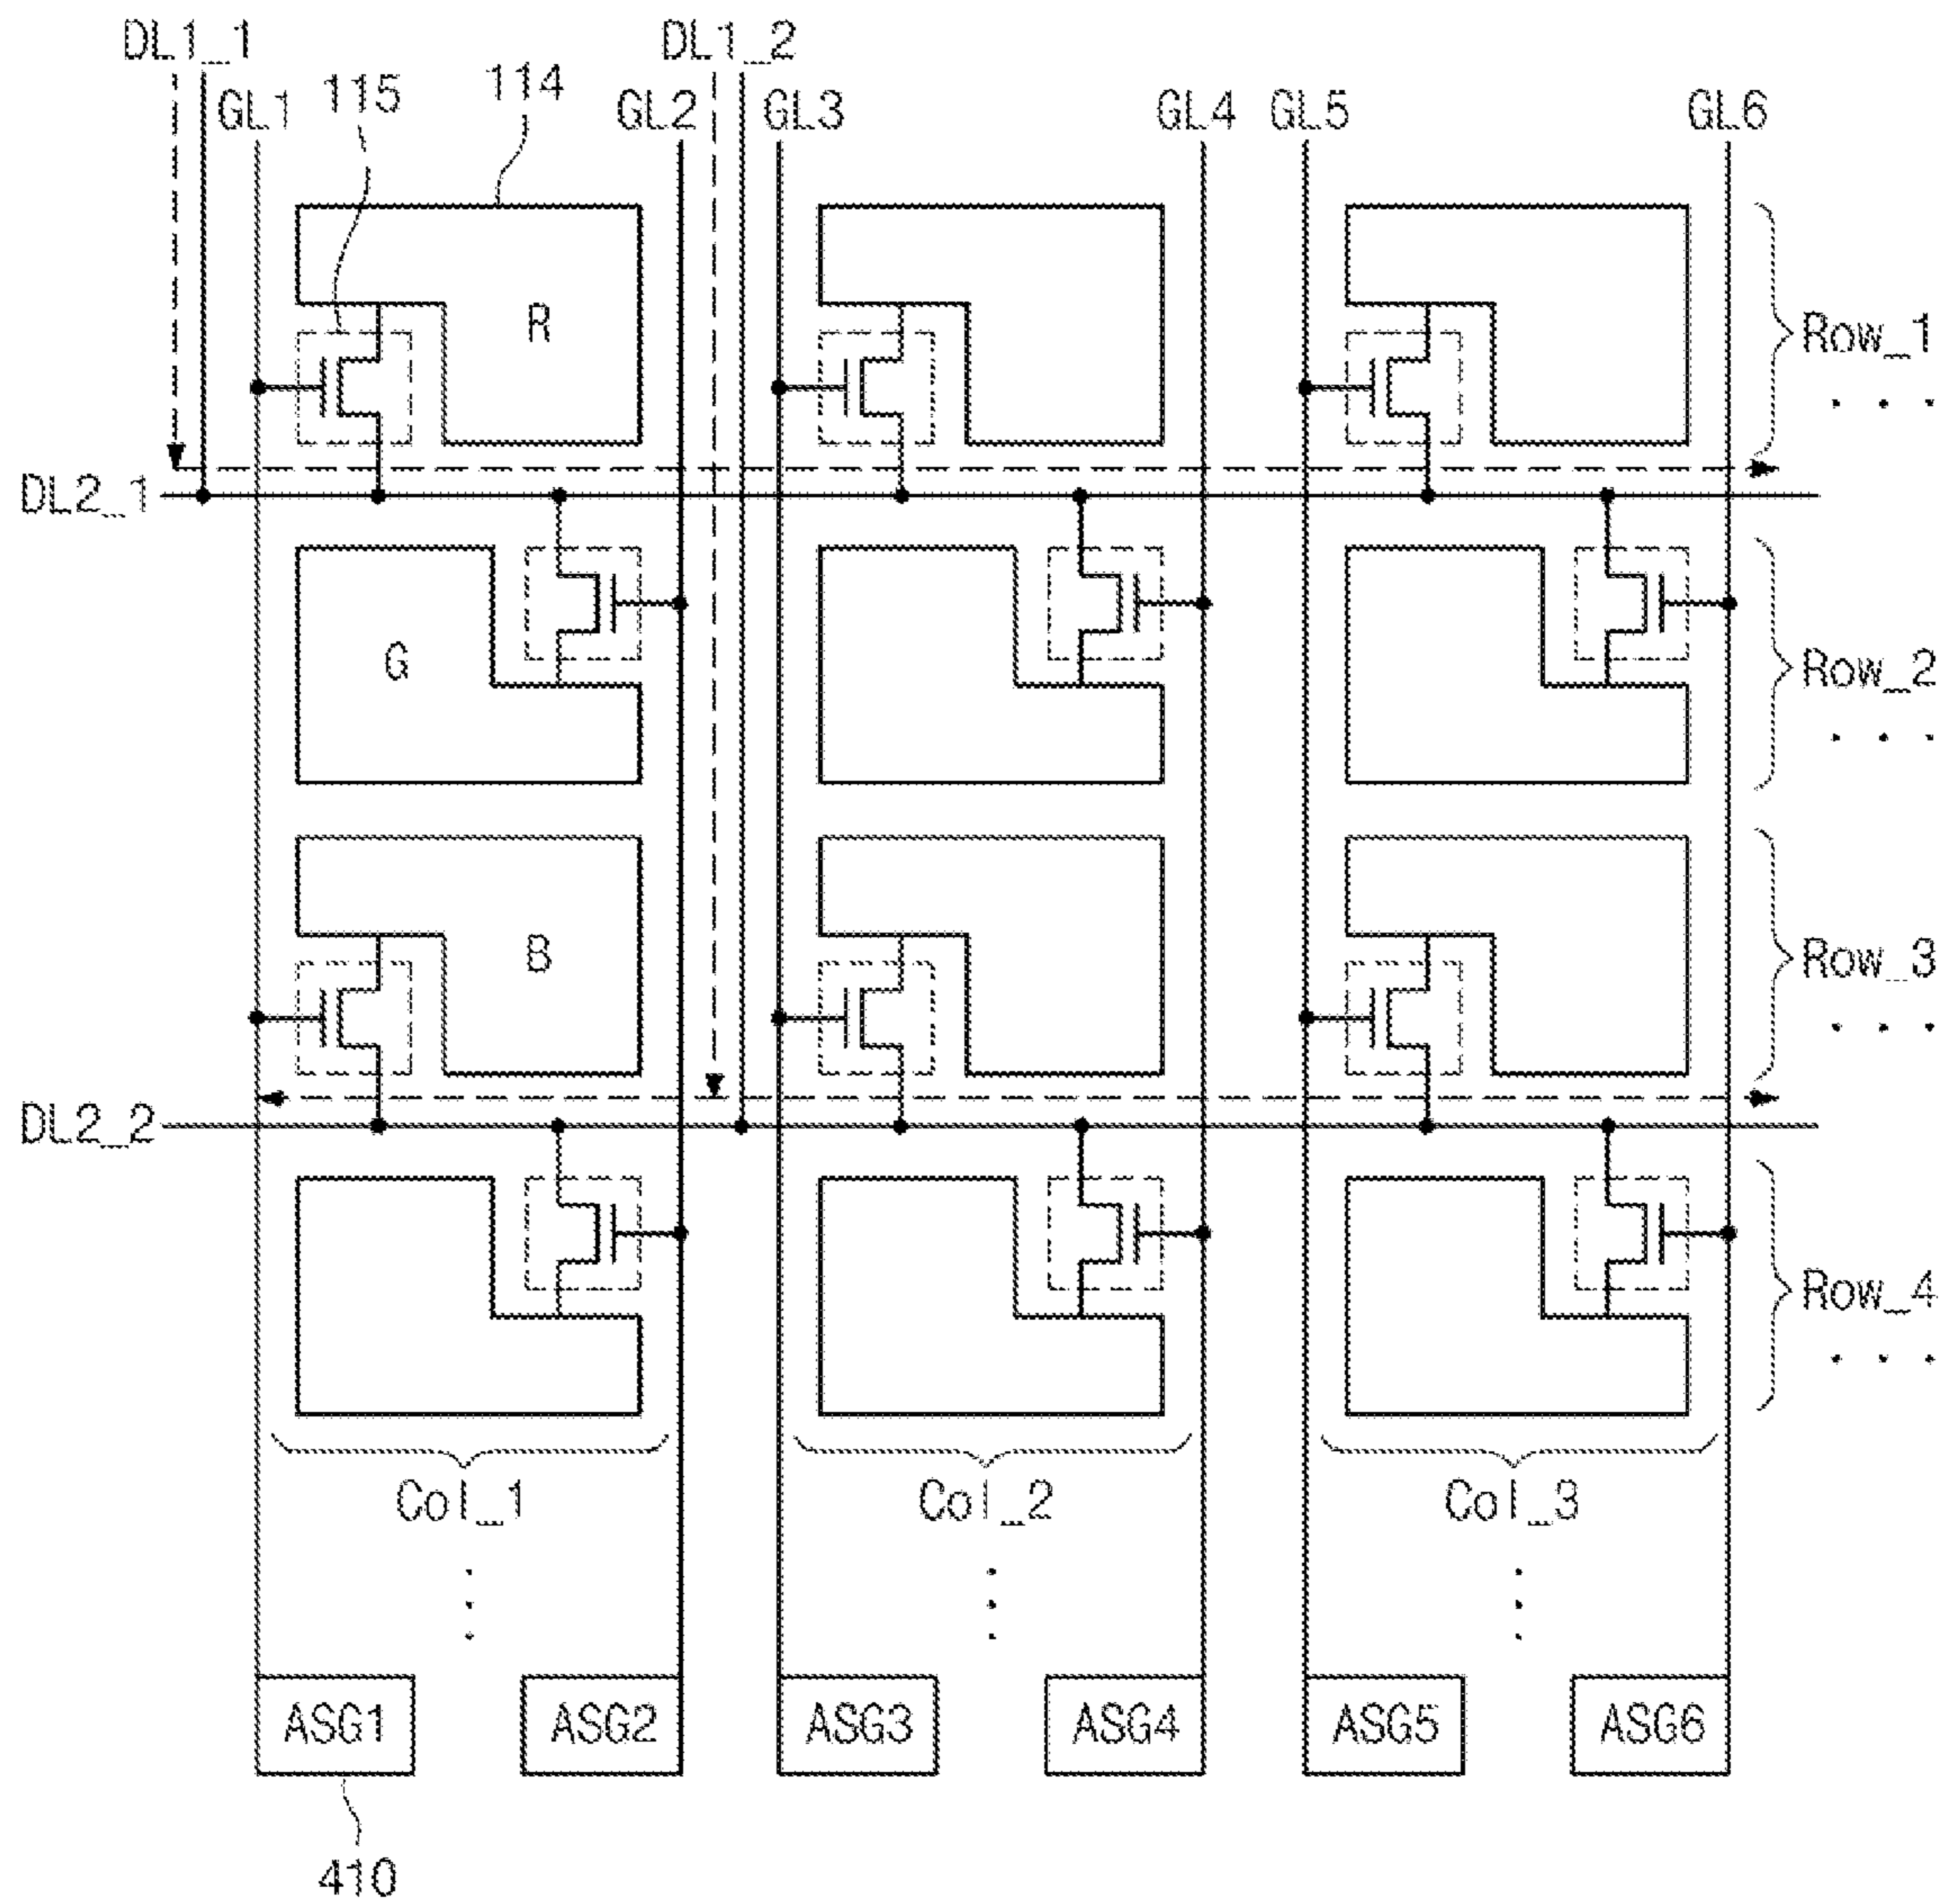 DL1_1 DL1_2
GL1 115 114 GL2 GL3 GL4 GL5 GL6
R
Row_1
. . .
DL2_1
G
Row_2
. . .
B
Row_3
. . .
DL2_2
Row_4
. . .
Col_1 Col_2 Col_3
ASG1 ASG2 ASG3 ASG4 ASG5 ASG6
410